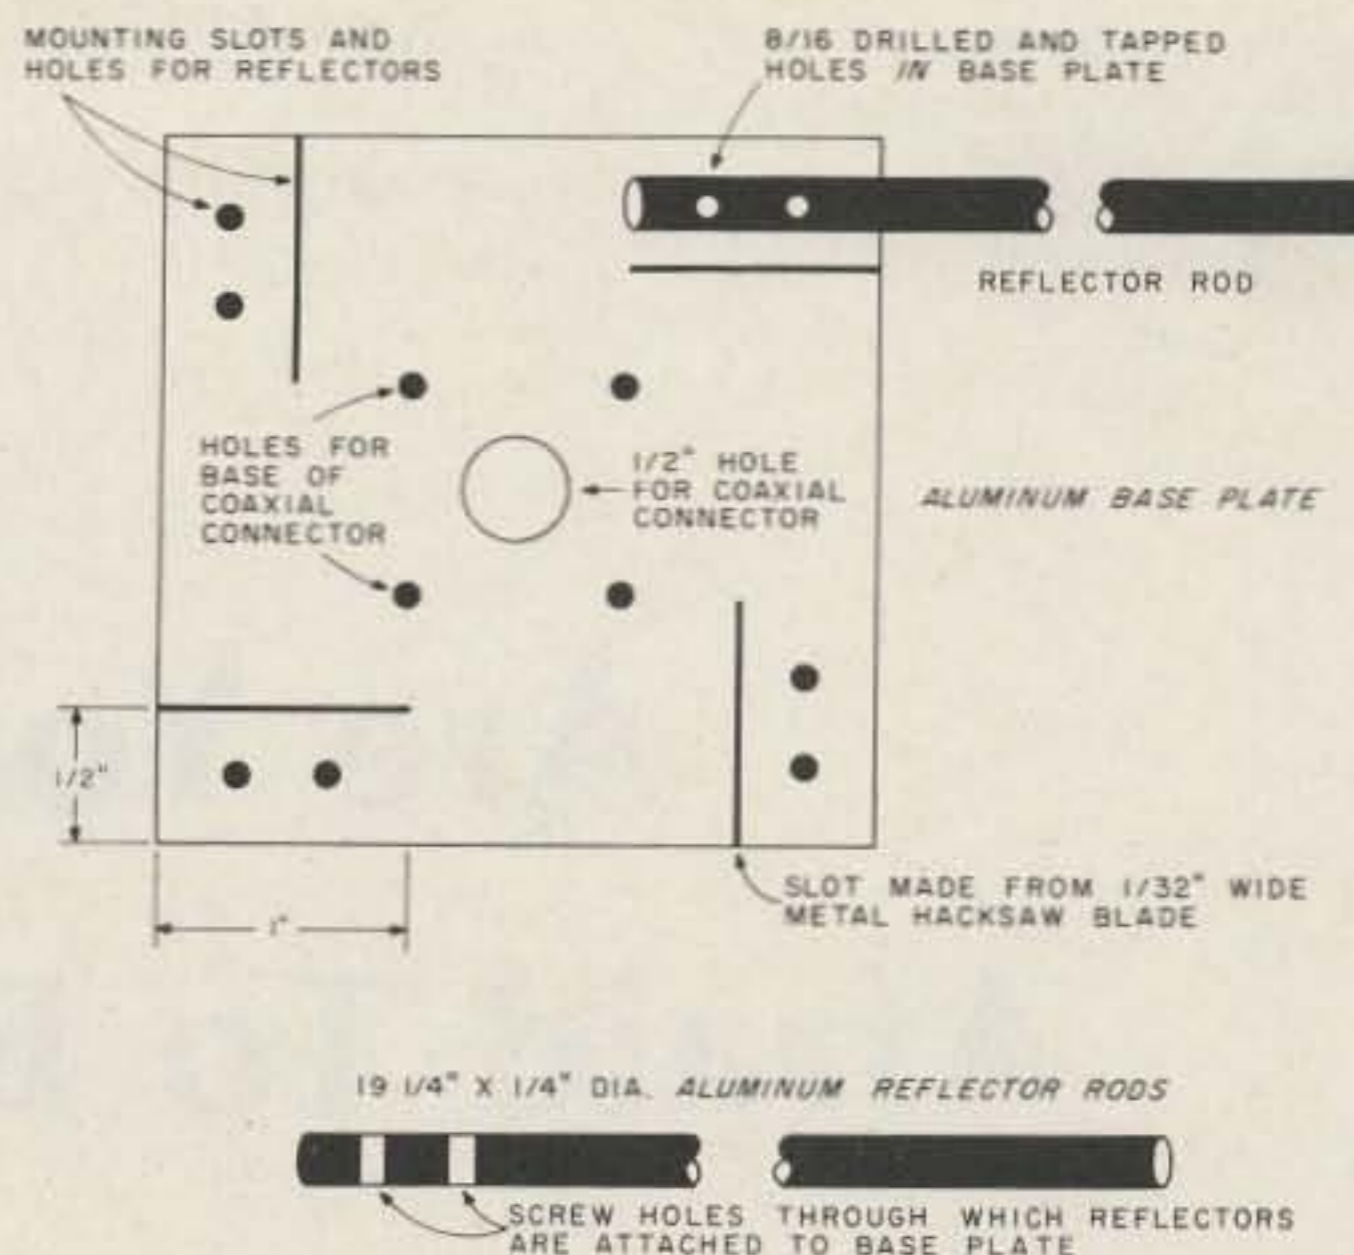 MOUNTING SLOTS AND
HOLES FOR REFLECTORS
8/16 DRILLED AND TAPPED
HOLES IN BASE PLATE
REFLECTOR ROD
HOLES FOR
BASE OF
COAXIAL
CONNECTOR
1/2" HOLE
FOR COAXIAL
CONNECTOR
ALUMINUM BASE PLATE
1/2"
1"
SLOT MADE FROM 1/32" WIDE
METAL HACKSAW BLADE
19 1/4" X 1/4" DIA. ALUMINUM REFLECTOR RODS
SCREW HOLES THROUGH WHICH REFLECTORS
ARE ATTACHED TO BASE PLATE